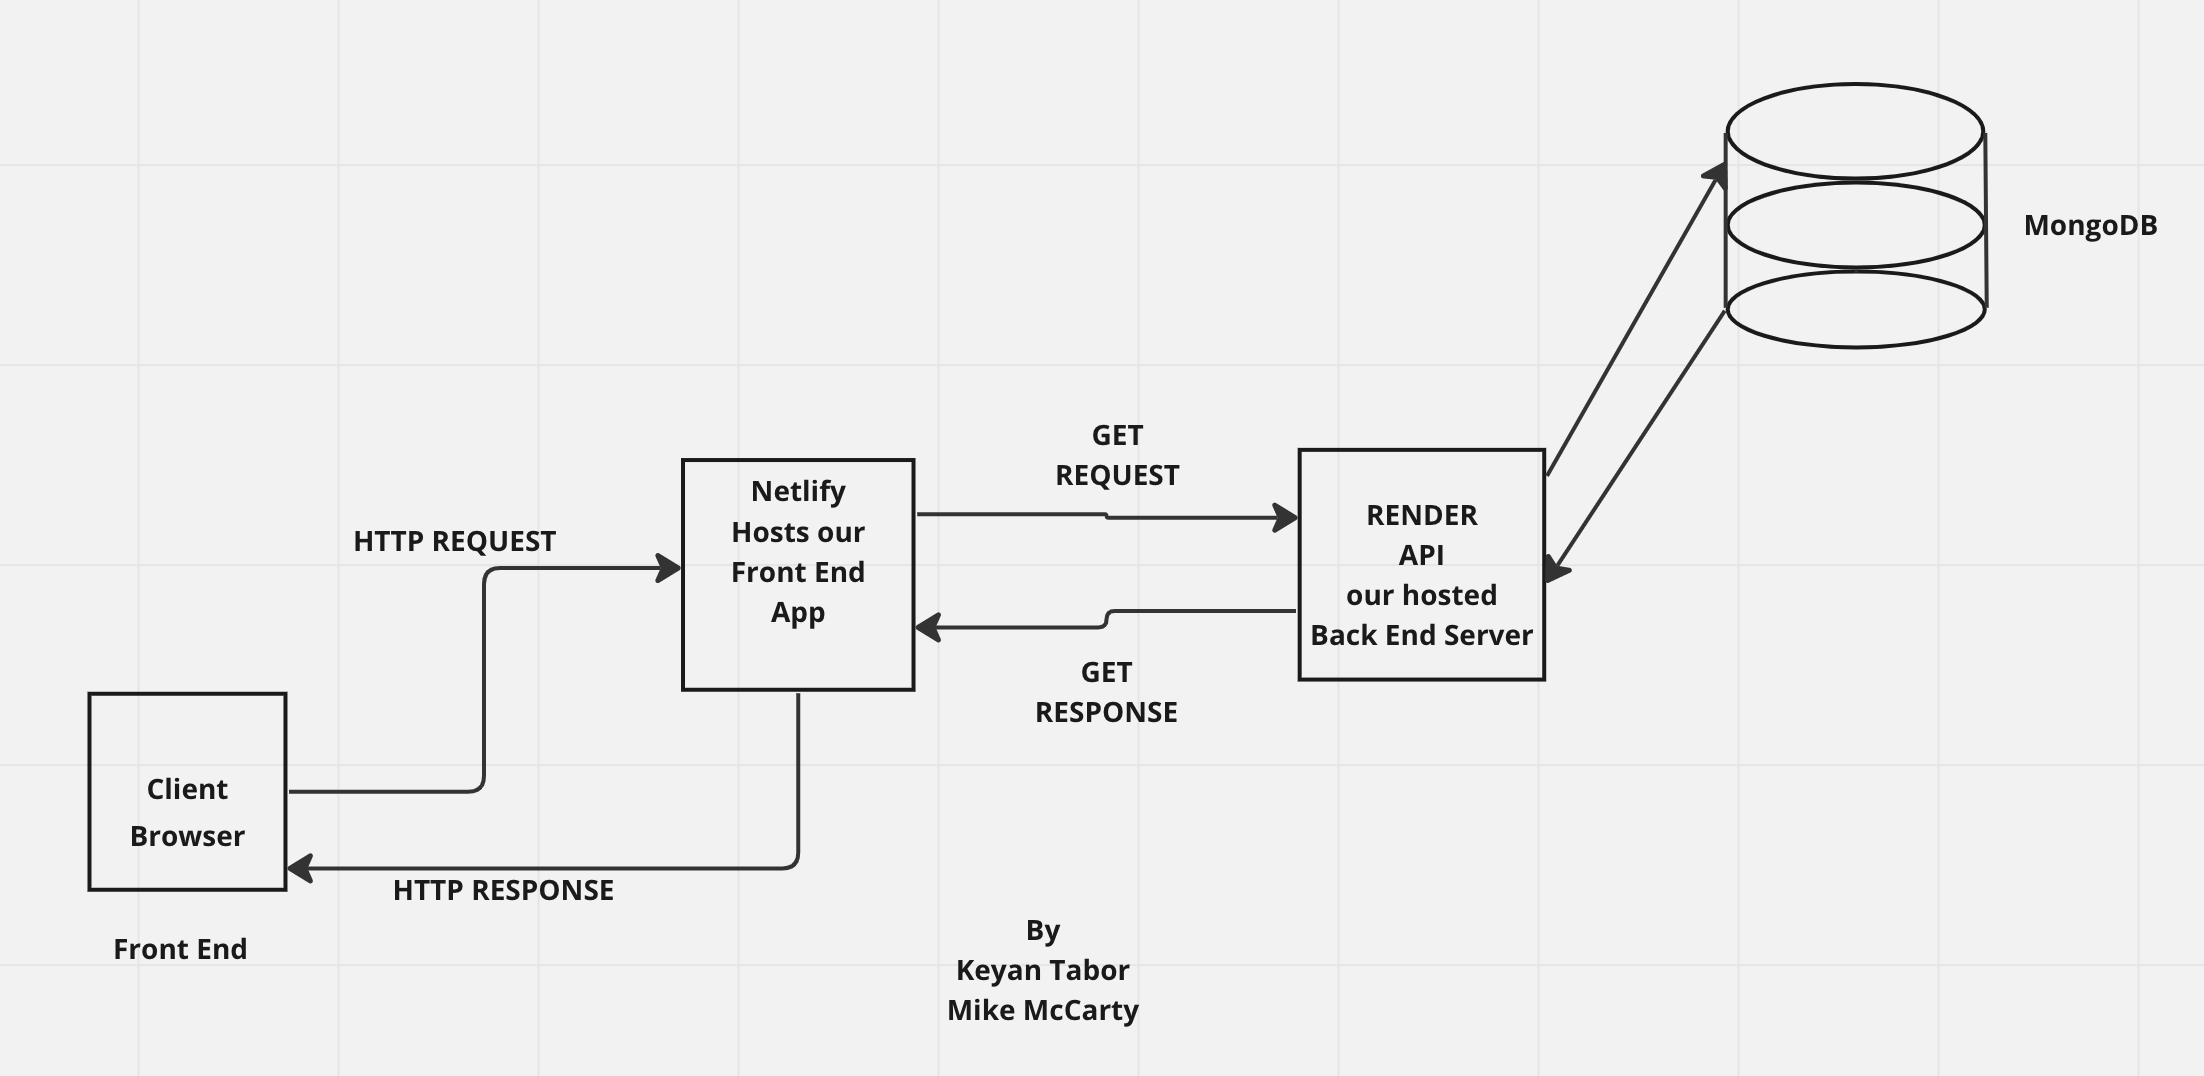 MongoDB
GET
REQUEST
Netlify
Hosts our
Front End
App
RENDER
API
our hosted
Back End Server
HTTP REQUEST
GET
RESPONSE
Client
Browser
HTTP RESPONSE
Front End
By
Keyan Tabor
Mike McCarty